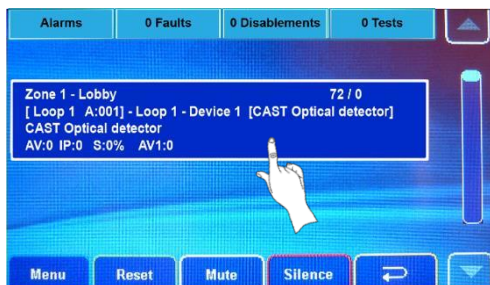 Alarms 0 Faults 0 Disablements 0 Tests
Zone 1 - Lobby 72 / 0
[ Loop 1 A:001] - Loop 1 - Device 1 [CAST Optical detector]
CAST Optical detector
AV:0 IP:0 S:0% AV1:0
Menu Reset Mute Silence